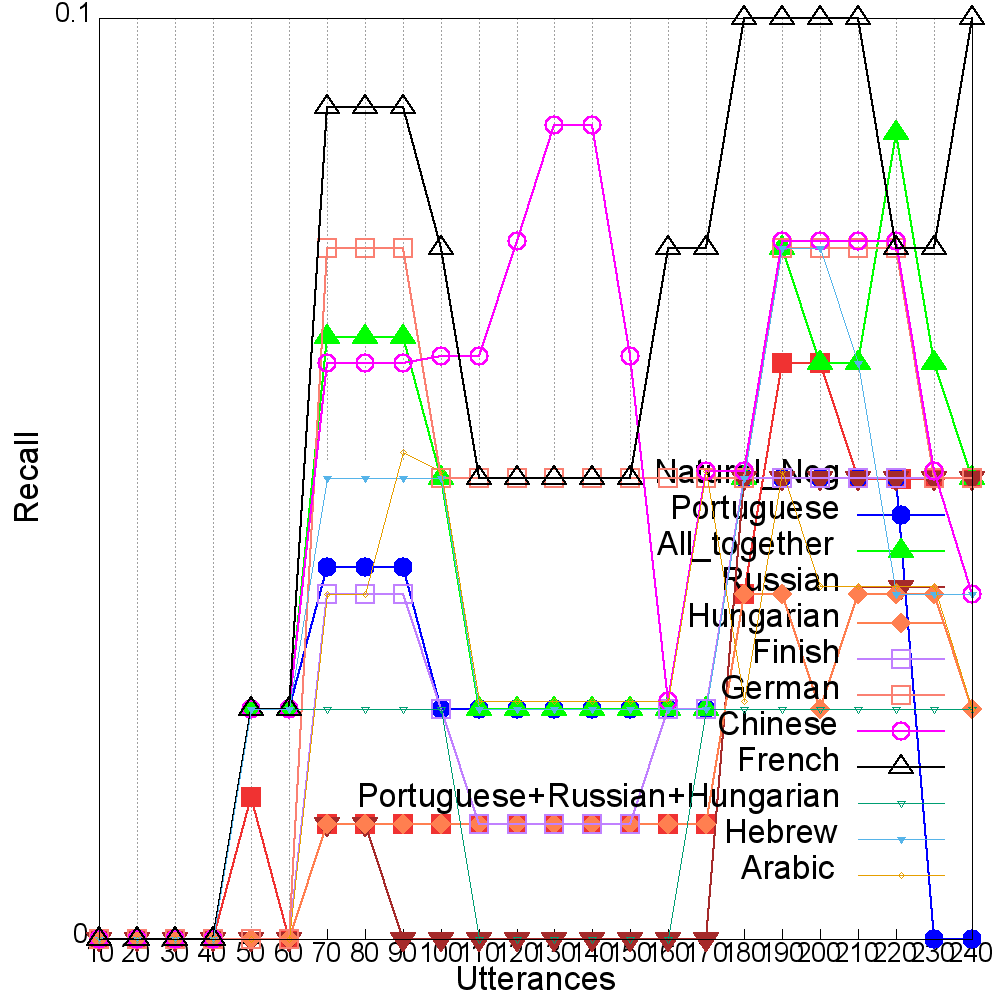 0.1
Recall
Natural_Neg
Portuguese
All_together
Russian
Hungarian
Finish
German
Chinese
French
Portuguese+Russian+Hungarian
Hebrew
Arabic
0
10 20 30 40 50 60 70 80 90 100 110 120 130 140 150 160 170 180 190 200 210 220 230 240
Utterances